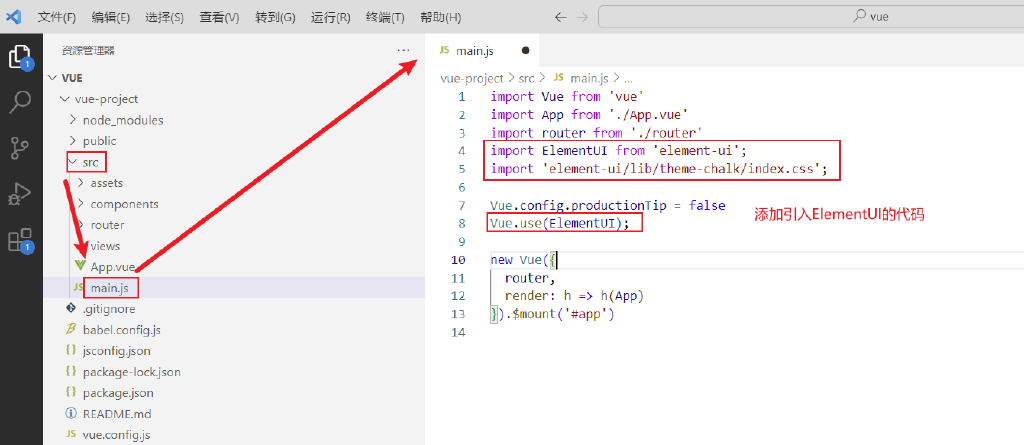 文件(F) 编辑(E) 选择(S) 查看(V) 转到(G) 运行(R) 终端(T) 帮助(H) ← → vue
资源管理器 ···
VUE
vue-project
node_modules
public
src
assets
components
router
views
App.vue
JS main.js
.gitignore
babel.config.js
jsconfig.json
package-lock.json
package.json
README.md
JS vue.config.js
1
1
JS main.js
vue-project > src > JS main.js > ...
1 import Vue from 'vue'
2 import App from './App.vue'
3 import router from './router'
4 import ElementUI from 'element-ui';
5 import 'element-ui/lib/theme-chalk/index.css';
6
7 Vue.config.productionTip = false
8 Vue.use(ElementUI);
9
10 new Vue({
11 router,
12 render: h => h(App)
13 }).$mount('#app')
14
添加引入ElementUI的代码